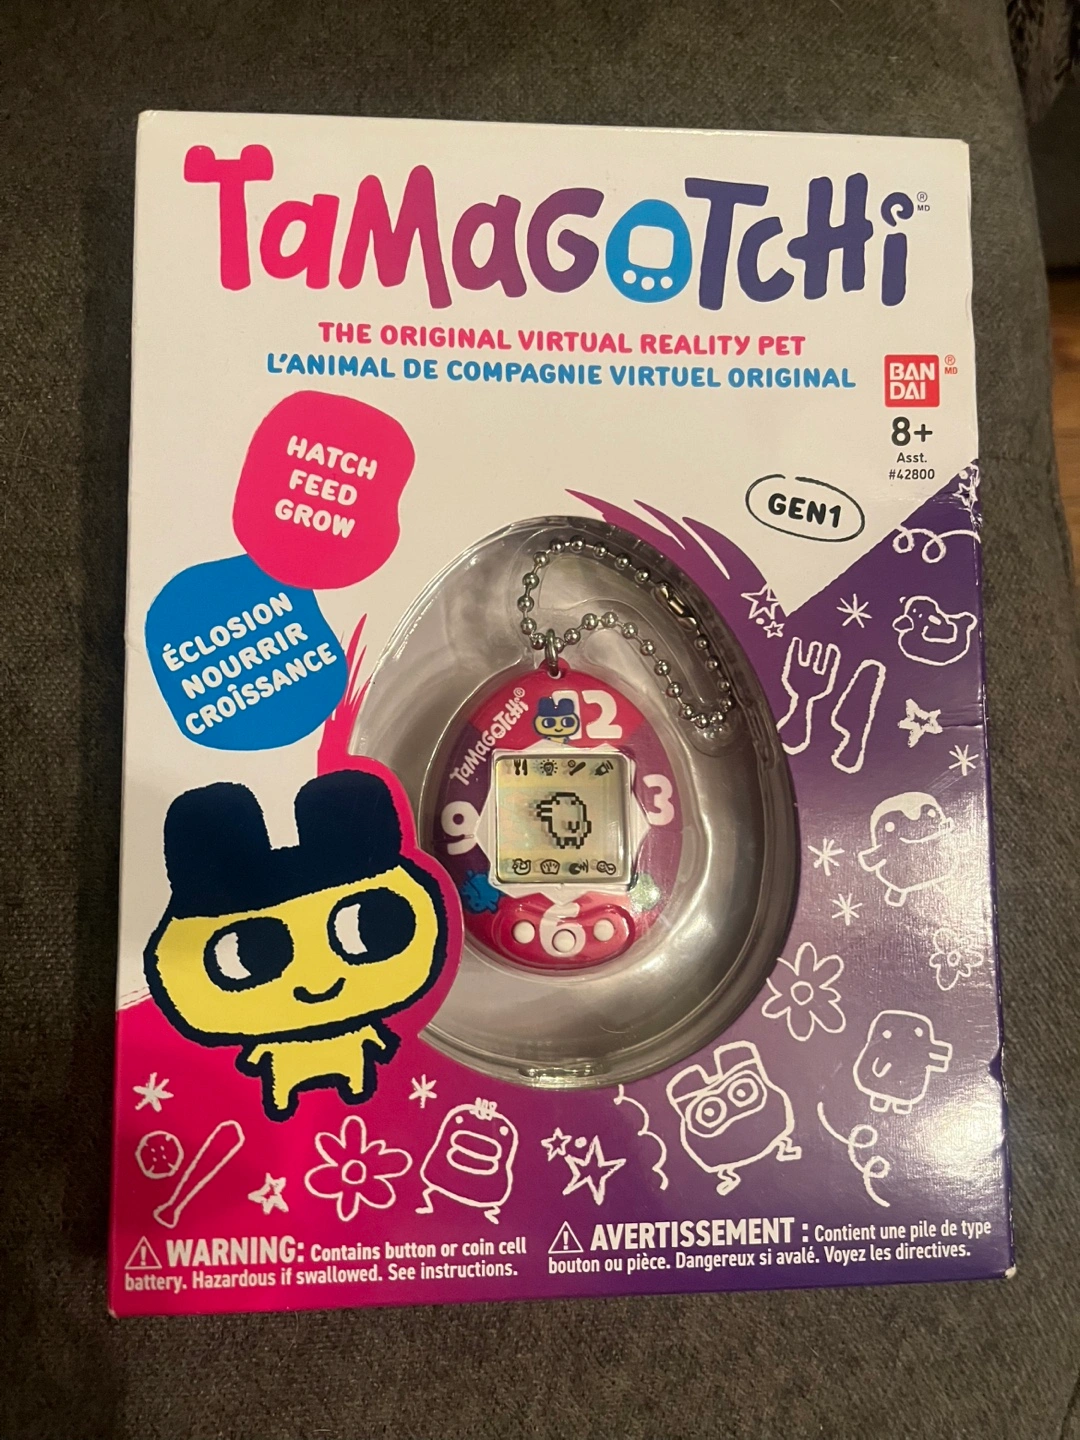 TaMaGoTCHi® MD
THE ORIGINAL VIRTUAL REALITY PET
L'ANIMAL DE COMPAGNIE VIRTUEL ORIGINAL
BAN
DAI
® MD
8+
Asst.
#42800
HATCH
FEED
GROW
GEN1
ÉCLOSION
NOURRIR
CROÎSSANCE
TaMaGoTCHi®
12
9
3
6
WARNING: Contains button or coin cell
battery. Hazardous if swallowed. See instructions.
AVERTISSEMENT : Contient une pile de type
bouton ou pièce. Dangereux si avalé. Voyez les directives.